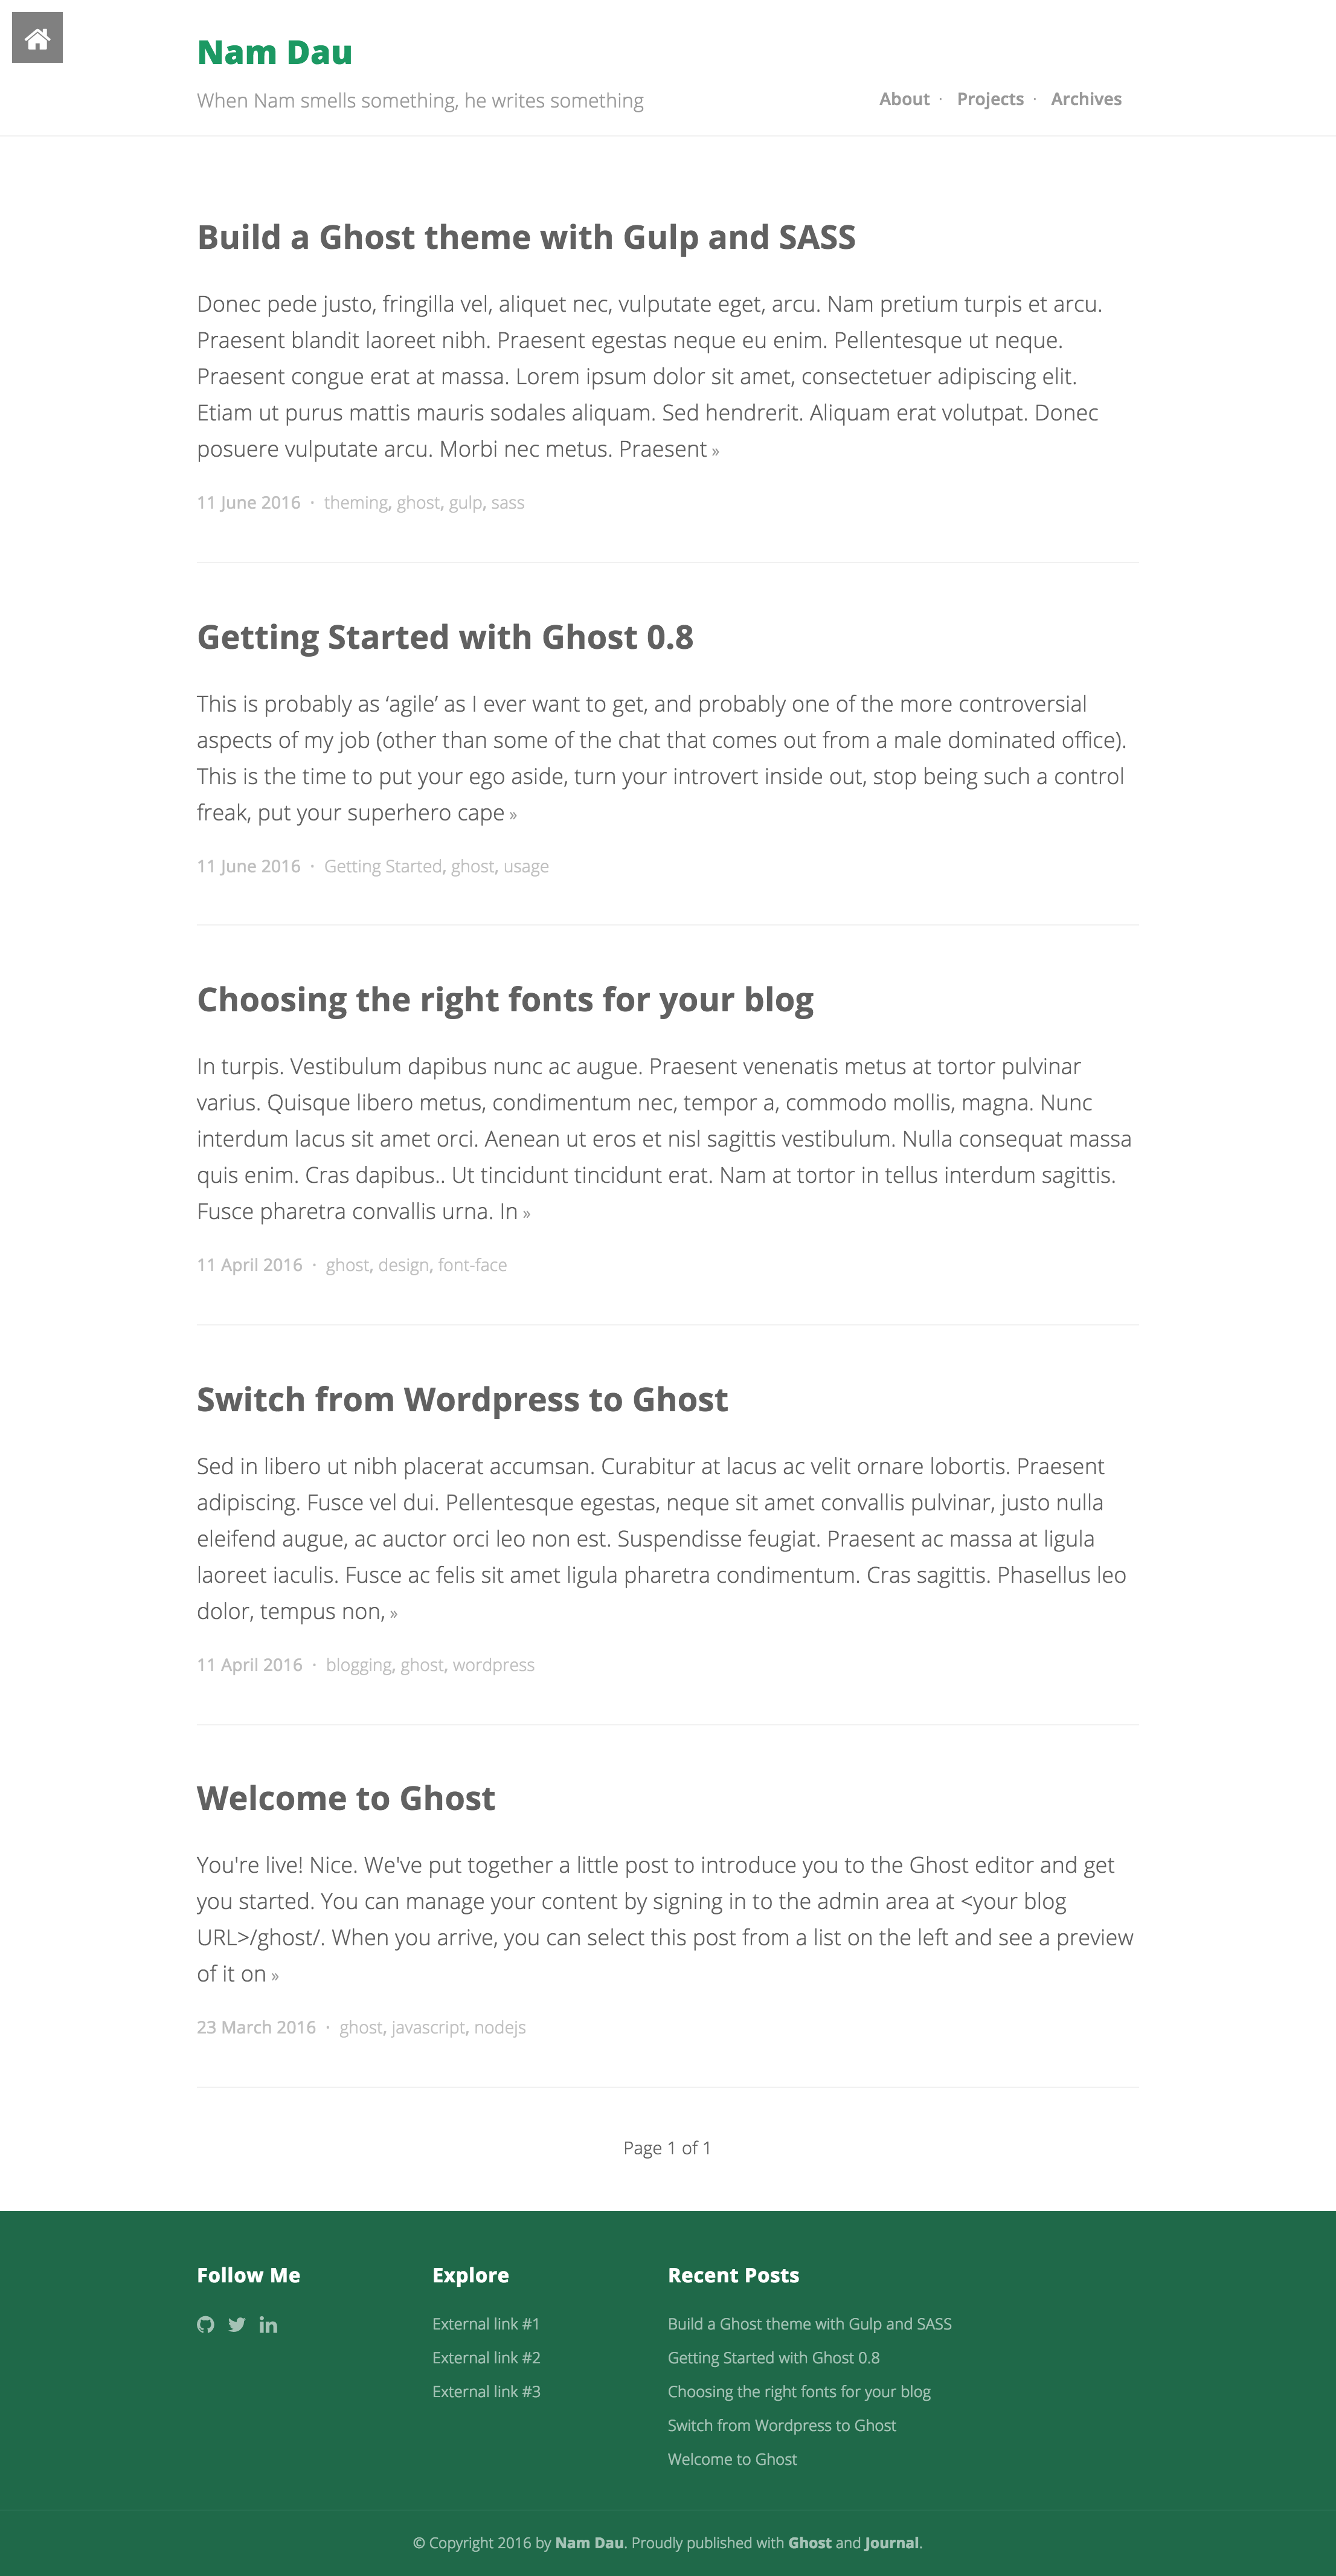 Nam Dau
When Nam smells something, he writes something
About · Projects · Archives
Build a Ghost theme with Gulp and SASS
Donec pede justo, fringilla vel, aliquet nec, vulputate eget, arcu. Nam pretium turpis et arcu.
Praesent blandit laoreet nibh. Praesent egestas neque eu enim. Pellentesque ut neque.
Praesent congue erat at massa. Lorem ipsum dolor sit amet, consectetuer adipiscing elit.
Etiam ut purus mattis mauris sodales aliquam. Sed hendrerit. Aliquam erat volutpat. Donec
posuere vulputate arcu. Morbi nec metus. Praesent »
11 June 2016 · theming, ghost, gulp, sass
Getting Started with Ghost 0.8
This is probably as ‘agile’ as I ever want to get, and probably one of the more controversial
aspects of my job (other than some of the chat that comes out from a male dominated office).
This is the time to put your ego aside, turn your introvert inside out, stop being such a control
freak, put your superhero cape »
11 June 2016 · Getting Started, ghost, usage
Choosing the right fonts for your blog
In turpis. Vestibulum dapibus nunc ac augue. Praesent venenatis metus at tortor pulvinar
varius. Quisque libero metus, condimentum nec, tempor a, commodo mollis, magna. Nunc
interdum lacus sit amet orci. Aenean ut eros et nisl sagittis vestibulum. Nulla consequat massa
quis enim. Cras dapibus.. Ut tincidunt tincidunt erat. Nam at tortor in tellus interdum sagittis.
Fusce pharetra convallis urna. In »
11 April 2016 · ghost, design, font-face
Switch from Wordpress to Ghost
Sed in libero ut nibh placerat accumsan. Curabitur at lacus ac velit ornare lobortis. Praesent
adipiscing. Fusce vel dui. Pellentesque egestas, neque sit amet convallis pulvinar, justo nulla
eleifend augue, ac auctor orci leo non est. Suspendisse feugiat. Praesent ac massa at ligula
laoreet iaculis. Fusce ac felis sit amet ligula pharetra condimentum. Cras sagittis. Phasellus leo
dolor, tempus non, »
11 April 2016 · blogging, ghost, wordpress
Welcome to Ghost
You're live! Nice. We've put together a little post to introduce you to the Ghost editor and get
you started. You can manage your content by signing in to the admin area at <your blog
URL>/ghost/. When you arrive, you can select this post from a list on the left and see a preview
of it on »
23 March 2016 · ghost, javascript, nodejs
Page 1 of 1
Follow Me
Explore
External link #1
External link #2
External link #3
Recent Posts
Build a Ghost theme with Gulp and SASS
Getting Started with Ghost 0.8
Choosing the right fonts for your blog
Switch from Wordpress to Ghost
Welcome to Ghost
© Copyright 2016 by Nam Dau. Proudly published with Ghost and Journal.